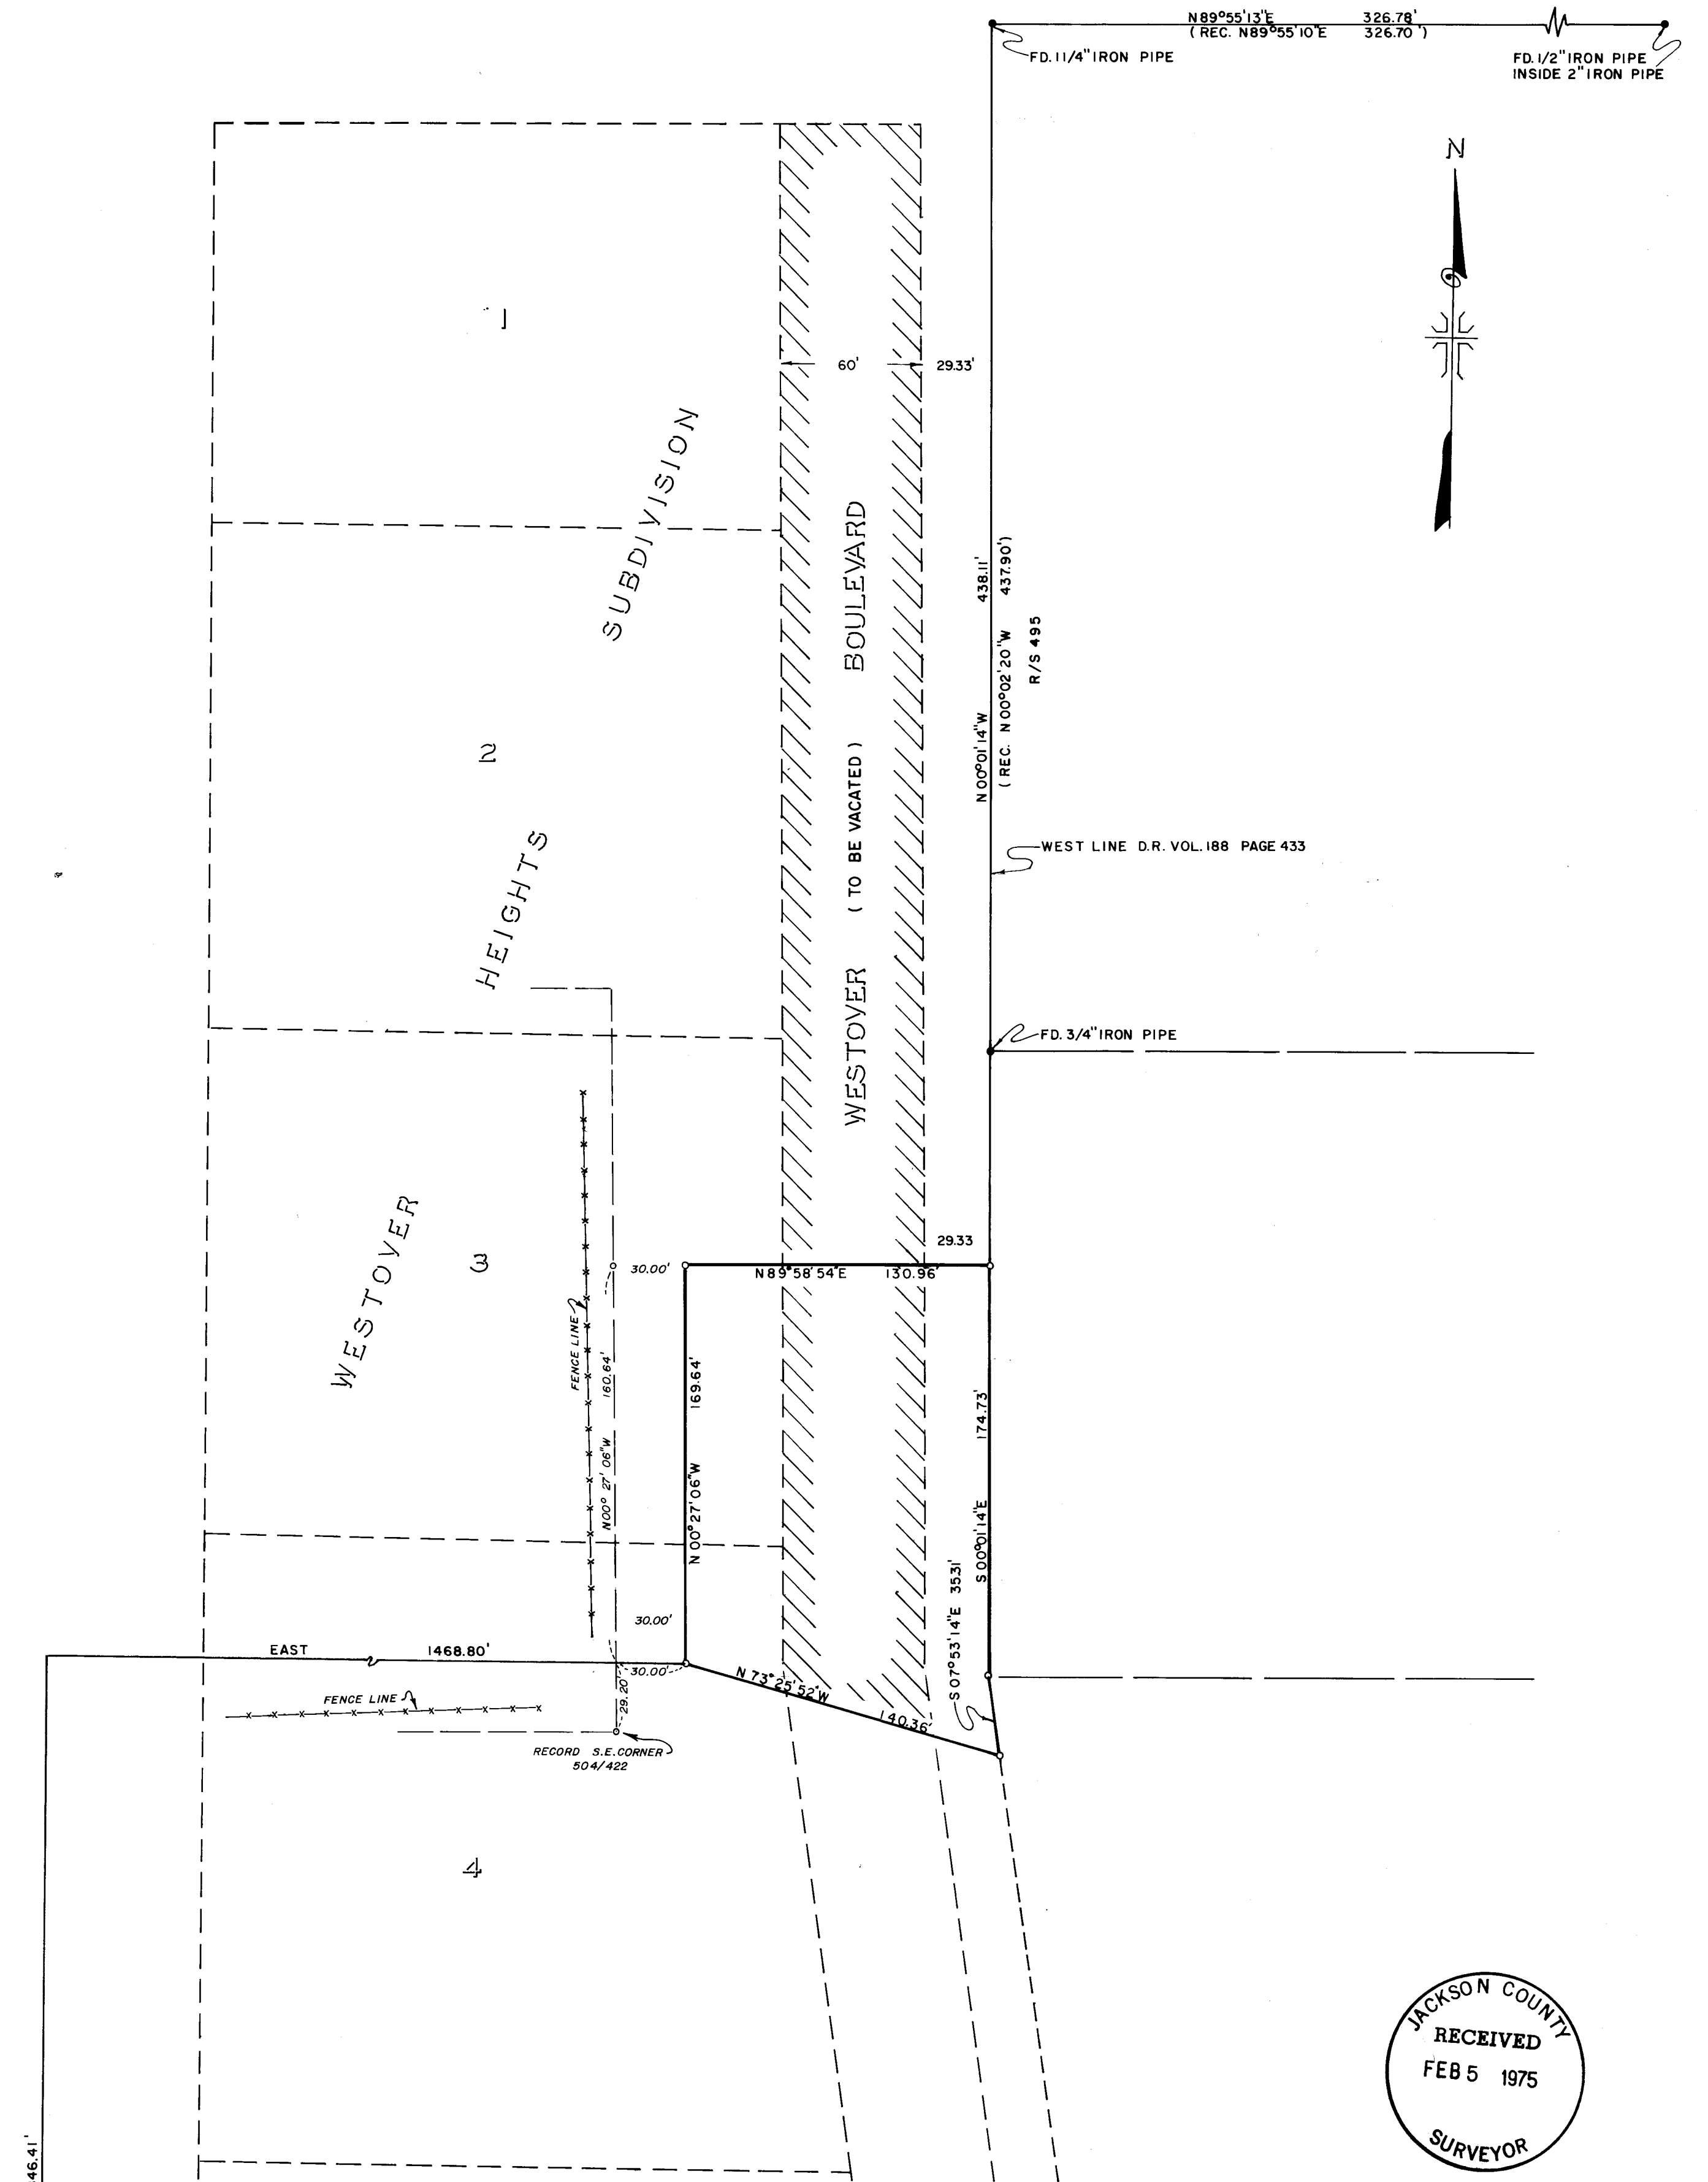 N89°55'13"E 326.78'
( REC. N89°55'10"E 326.70' )
FD. 1 1/4" IRON PIPE
FD. 1/2" IRON PIPE
INSIDE 2" IRON PIPE
N
1
60'
29.33'
SUBDIVISION
BOULEVARD
N00°01'14"W 438.11'
( REC. N00°02'20"W 437.90')
R/S 495
2
( TO BE VACATED )
WEST LINE D.R. VOL. 188 PAGE 433
HEIGHTS
WESTOVER
FD. 3/4" IRON PIPE
29.33
WESTOVER
3
30.00'
N89°58'54"E 130.96'
FENCE LINE
N00° 27' 06"W 160.64'
N00°27'06"W 169.64'
S00°01'14"E 174.73'
S07°53'14"E 35.31'
30.00'
EAST 1468.80'
30.00'
N 73°25'52"W 140.36'
29.20'
FENCE LINE
RECORD S.E. CORNER
504/422
4
JACKSON COUNTY
RECEIVED
FEB 5 1975
SURVEYOR
46.41'